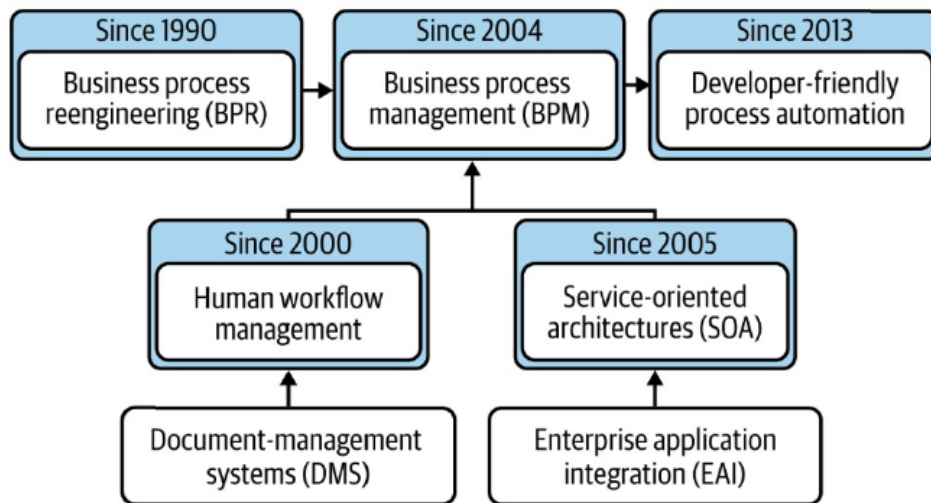 Since 1990
Business process
reengineering (BPR)
Since 2004
Business process
management (BPM)
Since 2013
Developer-friendly
process automation
Since 2000
Human workflow
management
Since 2005
Service-oriented
architectures (SOA)
Document-management
systems (DMS)
Enterprise application
integration (EAI)